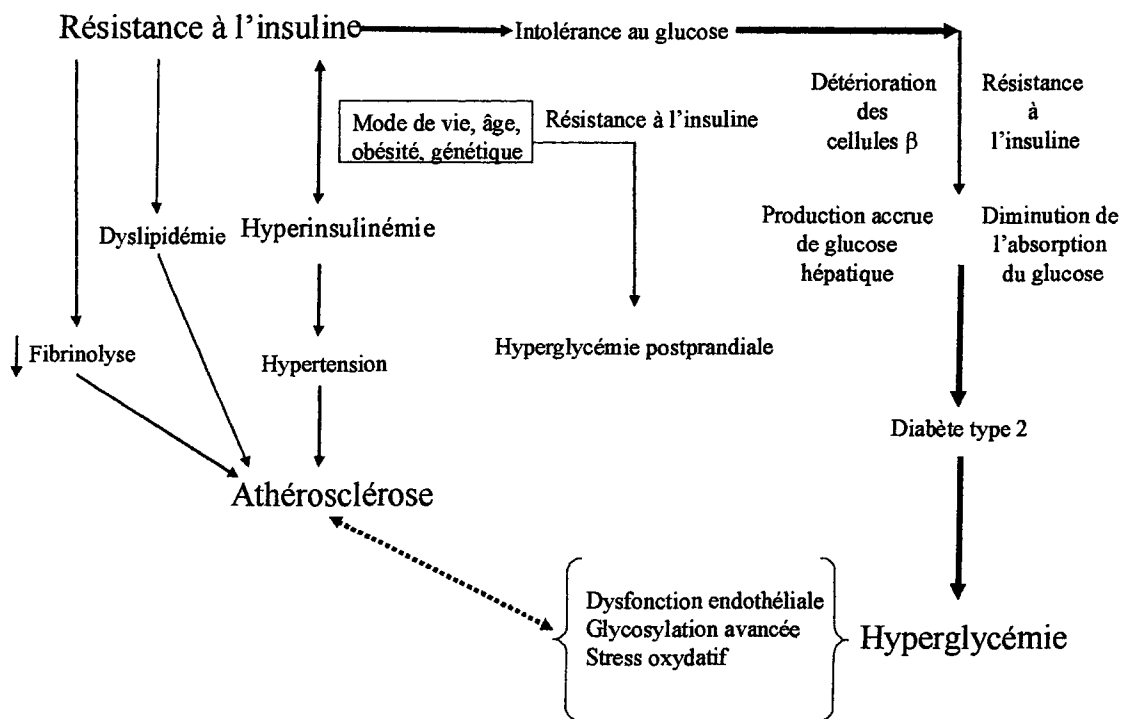 Résistance à l'insuline
Intolérance au glucose
Détérioration
des
cellules β
Résistance
à
l'insuline
Mode de vie, âge,
obésité, génétique
Résistance à l'insuline
Production accrue
de glucose
hépatique
Diminution de
l'absorption
du glucose
Dyslipidémie
Hyperinsulinémie
Fibrinolyse
Hypertension
Hyperglycémie postprandiale
Diabète type 2
Athérosclérose
Dysfonction endothéliale
Glycosylation avancée
Stress oxydatif
Hyperglycémie